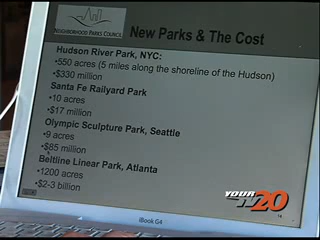 NEIGHBORHOOD PARKS COUNCIL
New Parks & The Cost
Hudson River Park, NYC:
•550 acres (5 miles along the shoreline of the Hudson)
•$330 million
Santa Fe Railyard Park
•10 acres
•$17 million
Olympic Sculpture Park, Seattle
•9 acres
•$85 million
Beltline Linear Park, Atlanta
•1200 acres
•$2-3 billion
YOUR
20
iBook G4